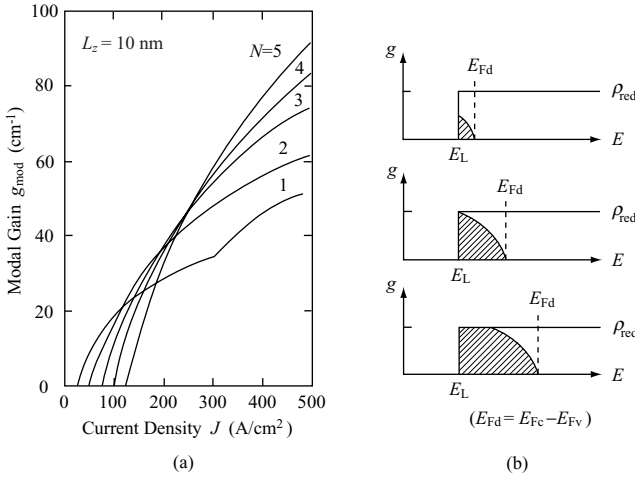 (a)
100
80
60
40
20
0
Modal Gain g_mod (cm⁻¹)
L_z = 10 nm
N=5
4
3
2
1
0 100 200 300 400 500
Current Density J (A/cm²)
(b)
g
E_Fd
ρ_red
E_L
E
g
E_Fd
ρ_red
E_L
E
g
E_Fd
ρ_red
E_L
E
(E_Fd = E_Fc − E_Fv)